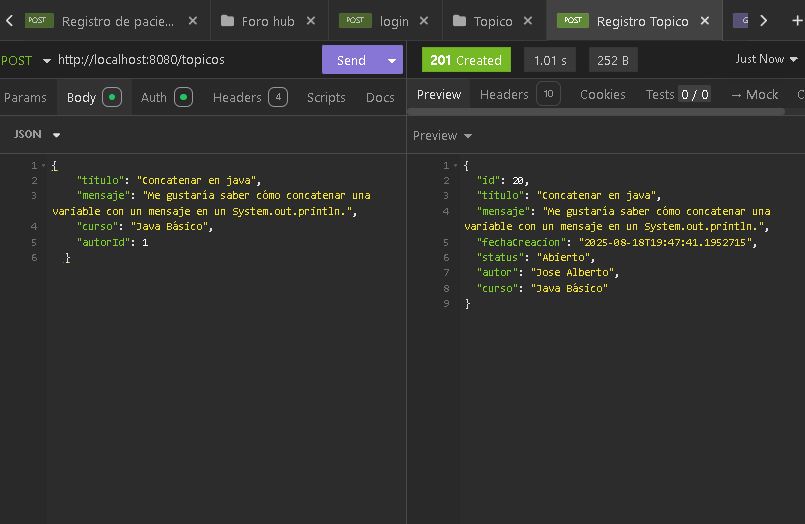 POST Registro de pacie... Foro hub POST login Topico POST Registro Topico G
POST http://localhost:8080/topicos Send
201 Created 1.01 s 252 B Just Now
Params Body Auth Headers 4 Scripts Docs
Preview Headers 10 Cookies Tests 0 / 0 → Mock C
JSON
Preview
1 {
2 "titulo": "Concatenar en java",
3 "mensaje": "Me gustaría saber cómo concatenar una
variable con un mensaje en un System.out.println.",
4 "curso": "Java Básico",
5 "autorId": 1
6 }
1 {
2 "id": 20,
3 "titulo": "Concatenar en java",
4 "mensaje": "Me gustaría saber cómo concatenar una
variable con un mensaje en un System.out.println.",
5 "fechaCreacion": "2025-08-18T19:47:41.1952715",
6 "status": "Abierto",
7 "autor": "Jose Alberto",
8 "curso": "Java Básico"
9 }